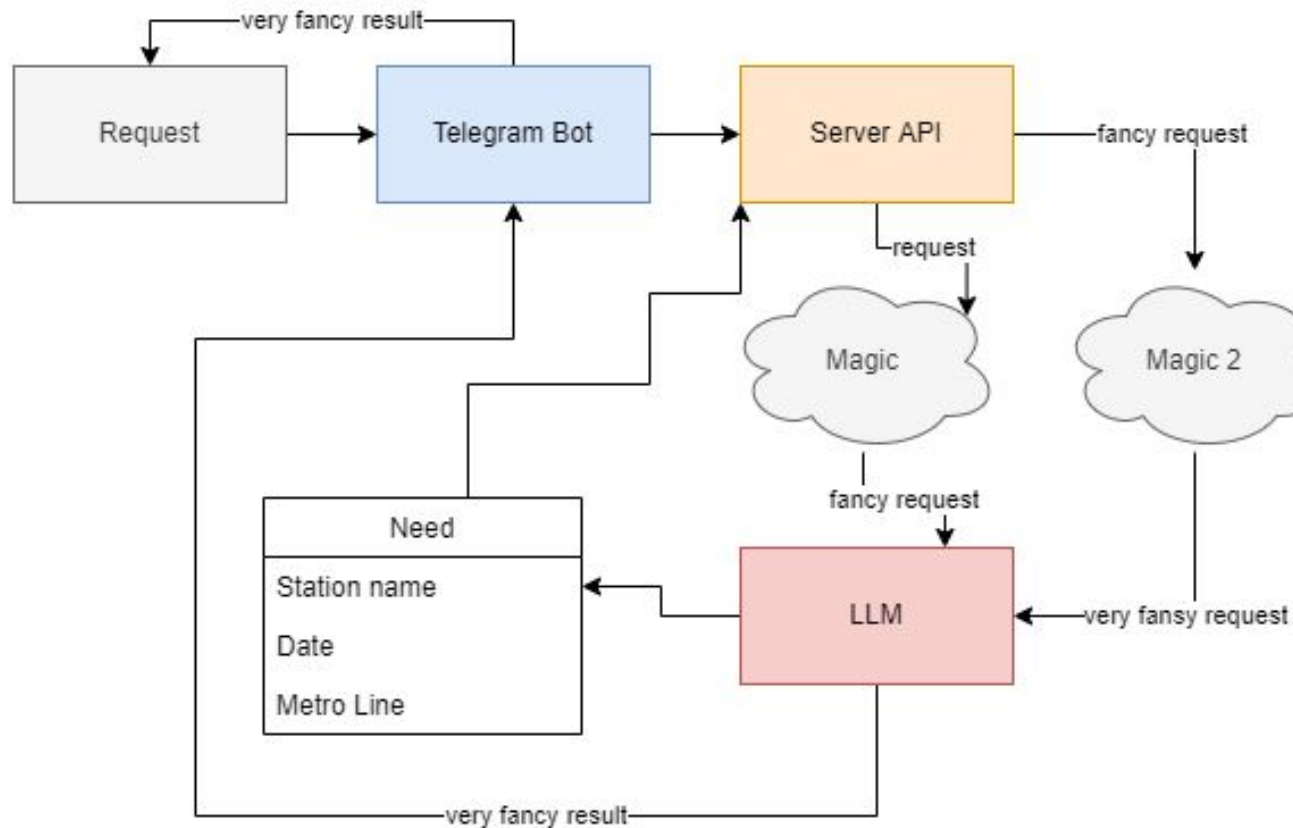 very fancy result
Request
Telegram Bot
Server API
fancy request
request
Magic
Magic 2
fancy request
Need
Station name
Date
Metro Line
LLM
very fansy request
very fancy result